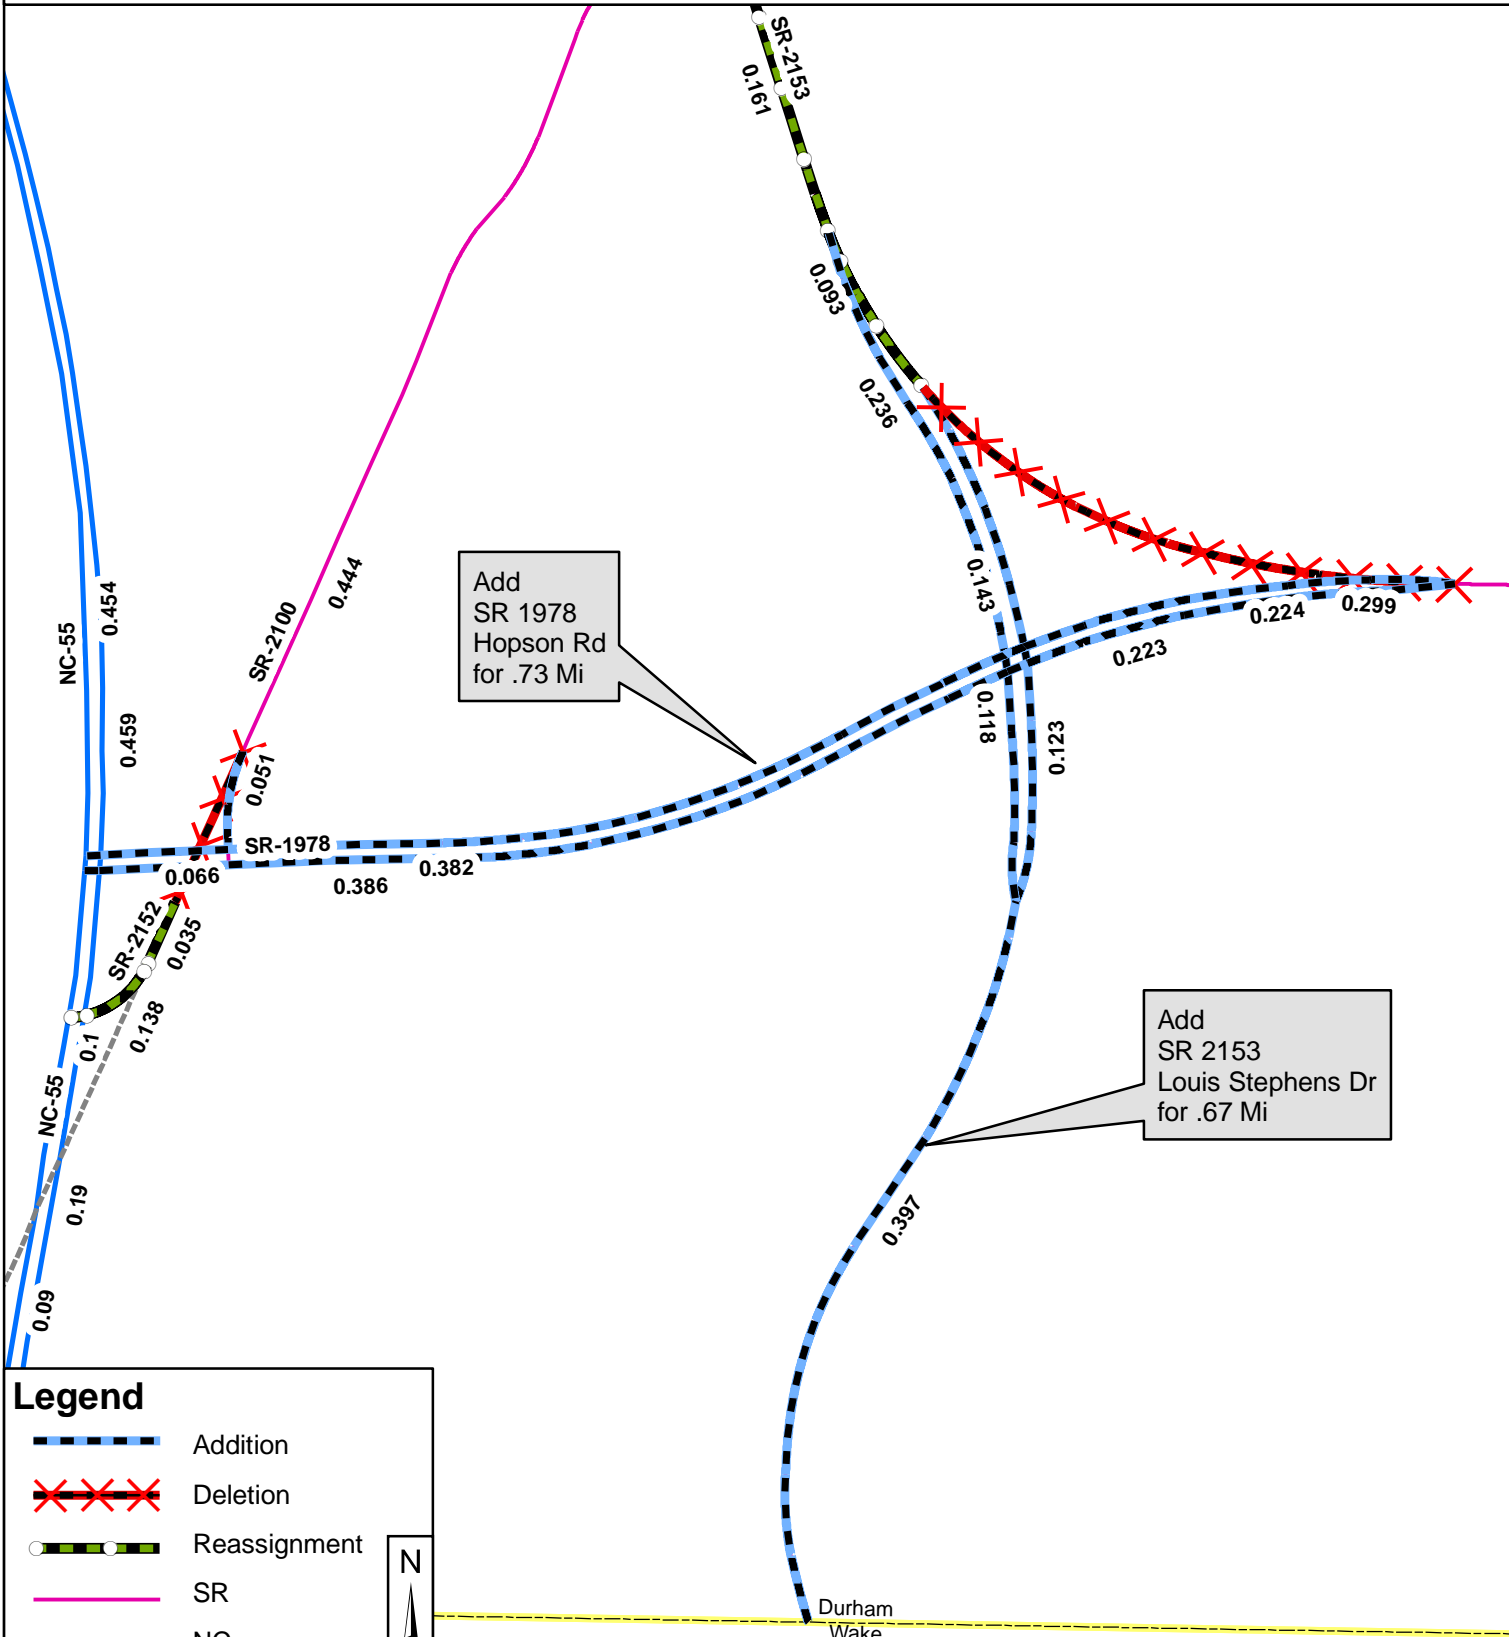 SR-2153
0.161
0.093
0.236
0.143
0.454
0.444
NC-55
SR-2100
0.459
0.051
Add
SR 1978
Hopson Rd
for .73 Mi
0.224
0.299
0.223
0.118
0.123
SR-1978
0.066
0.386
0.382
SR-2152
0.035
0.138
0.1
NC-55
0.19
0.09
Add
SR 2153
Louis Stephens Dr
for .67 Mi
0.397
Legend
Addition
Deletion
Reassignment
SR
N
Durham
Wake